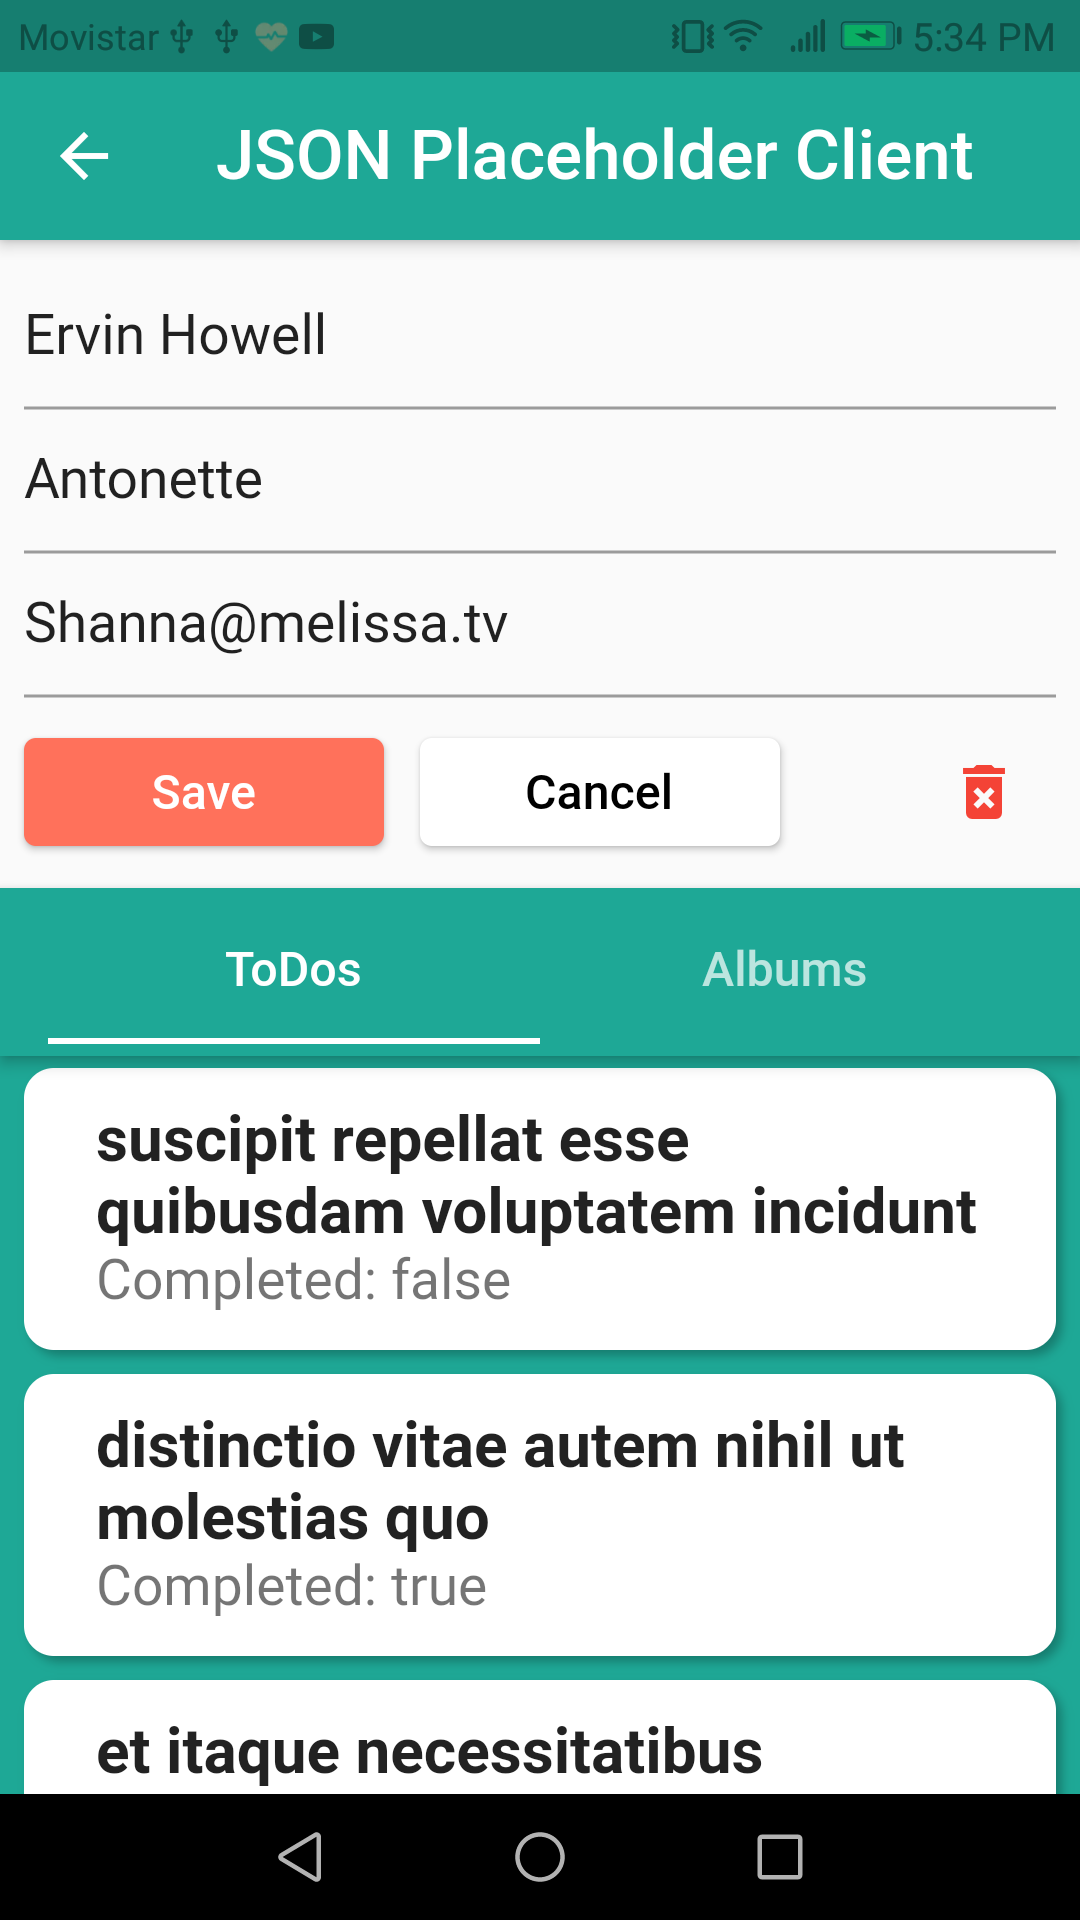 Movistar 5:34 PM
JSON Placeholder Client
Ervin Howell
Antonette
Shanna@melissa.tv
Save Cancel
ToDos Albums
suscipit repellat esse
quibusdam voluptatem incidunt
Completed: false
distinctio vitae autem nihil ut
molestias quo
Completed: true
et itaque necessitatibus